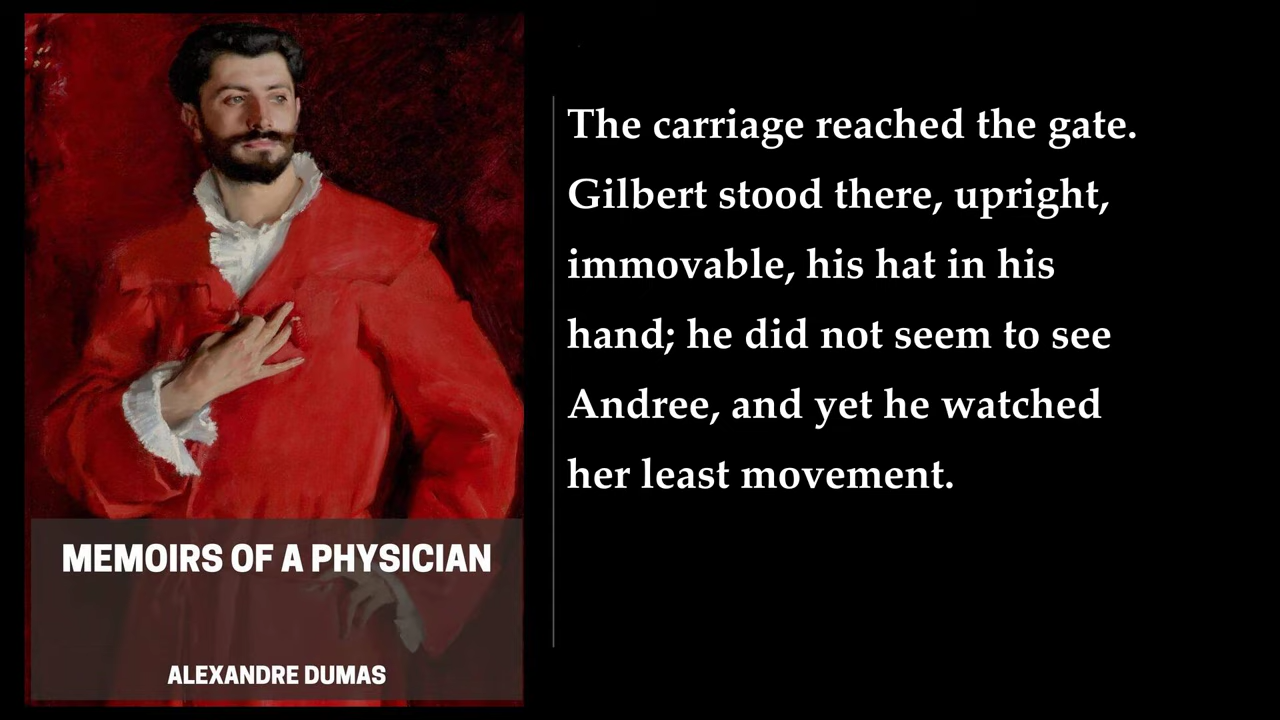 MEMOIRS OF A PHYSICIAN
ALEXANDRE DUMAS
The carriage reached the gate.
Gilbert stood there, upright,
immovable, his hat in his
hand; he did not seem to see
Andree, and yet he watched
her least movement.